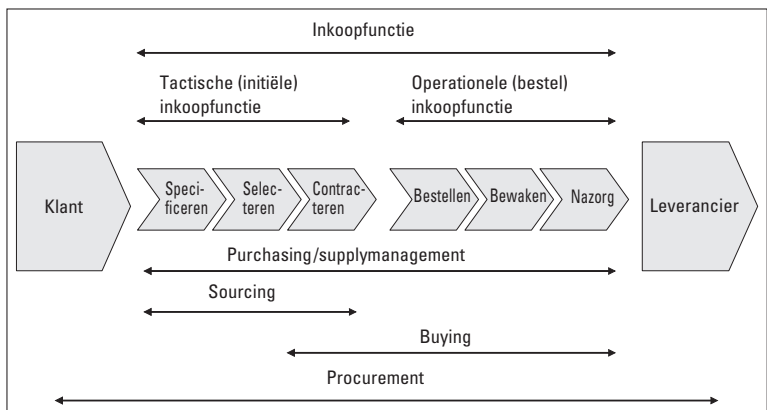 Inkoopfunctie
Tactische (initiële)
inkoopfunctie
Operationele (bestel)
inkoopfunctie
Klant
Speci-
ficeren
Selec-
teren
Contrac-
teren
Bestellen
Bewaken
Nazorg
Leverancier
Purchasing/supplymanagement
Sourcing
Buying
Procurement